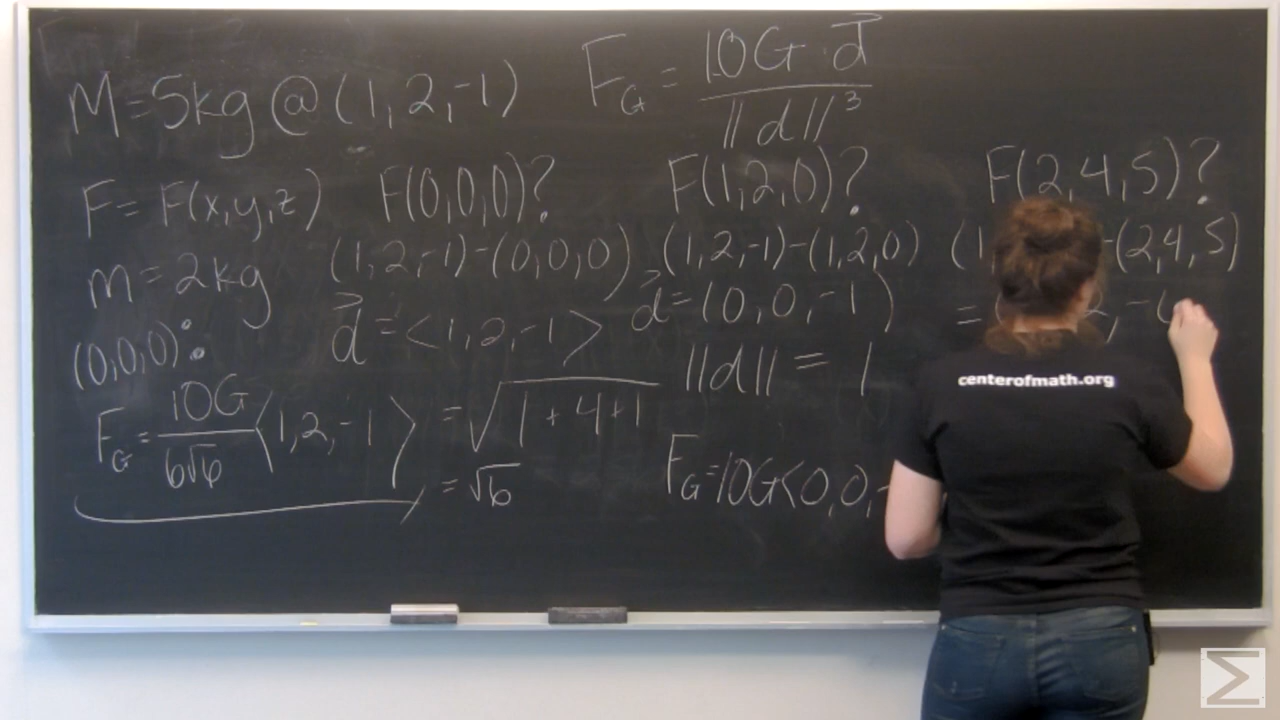 M=5kg @ (1,2,-1)
F_G = 10G·d⃗ / ||d||³
F = F(x,y,z)
m=2kg
(0,0,0):
F_G = 10G/6√6 <1,2,-1>
F(0,0,0)?
(1,2,-1)-(0,0,0)
d⃗ = <1,2,-1>
= √1+4+1
= √6
F(1,2,0)?
(1,2,-1)-(1,2,0)
d⃗ = (0,0,-1)
||d|| = 1
F_G=10G<0,0,-
F(2,4,5)?
(1, -(2,4,5)
= ( 2, -6
centerofmath.org
Σ